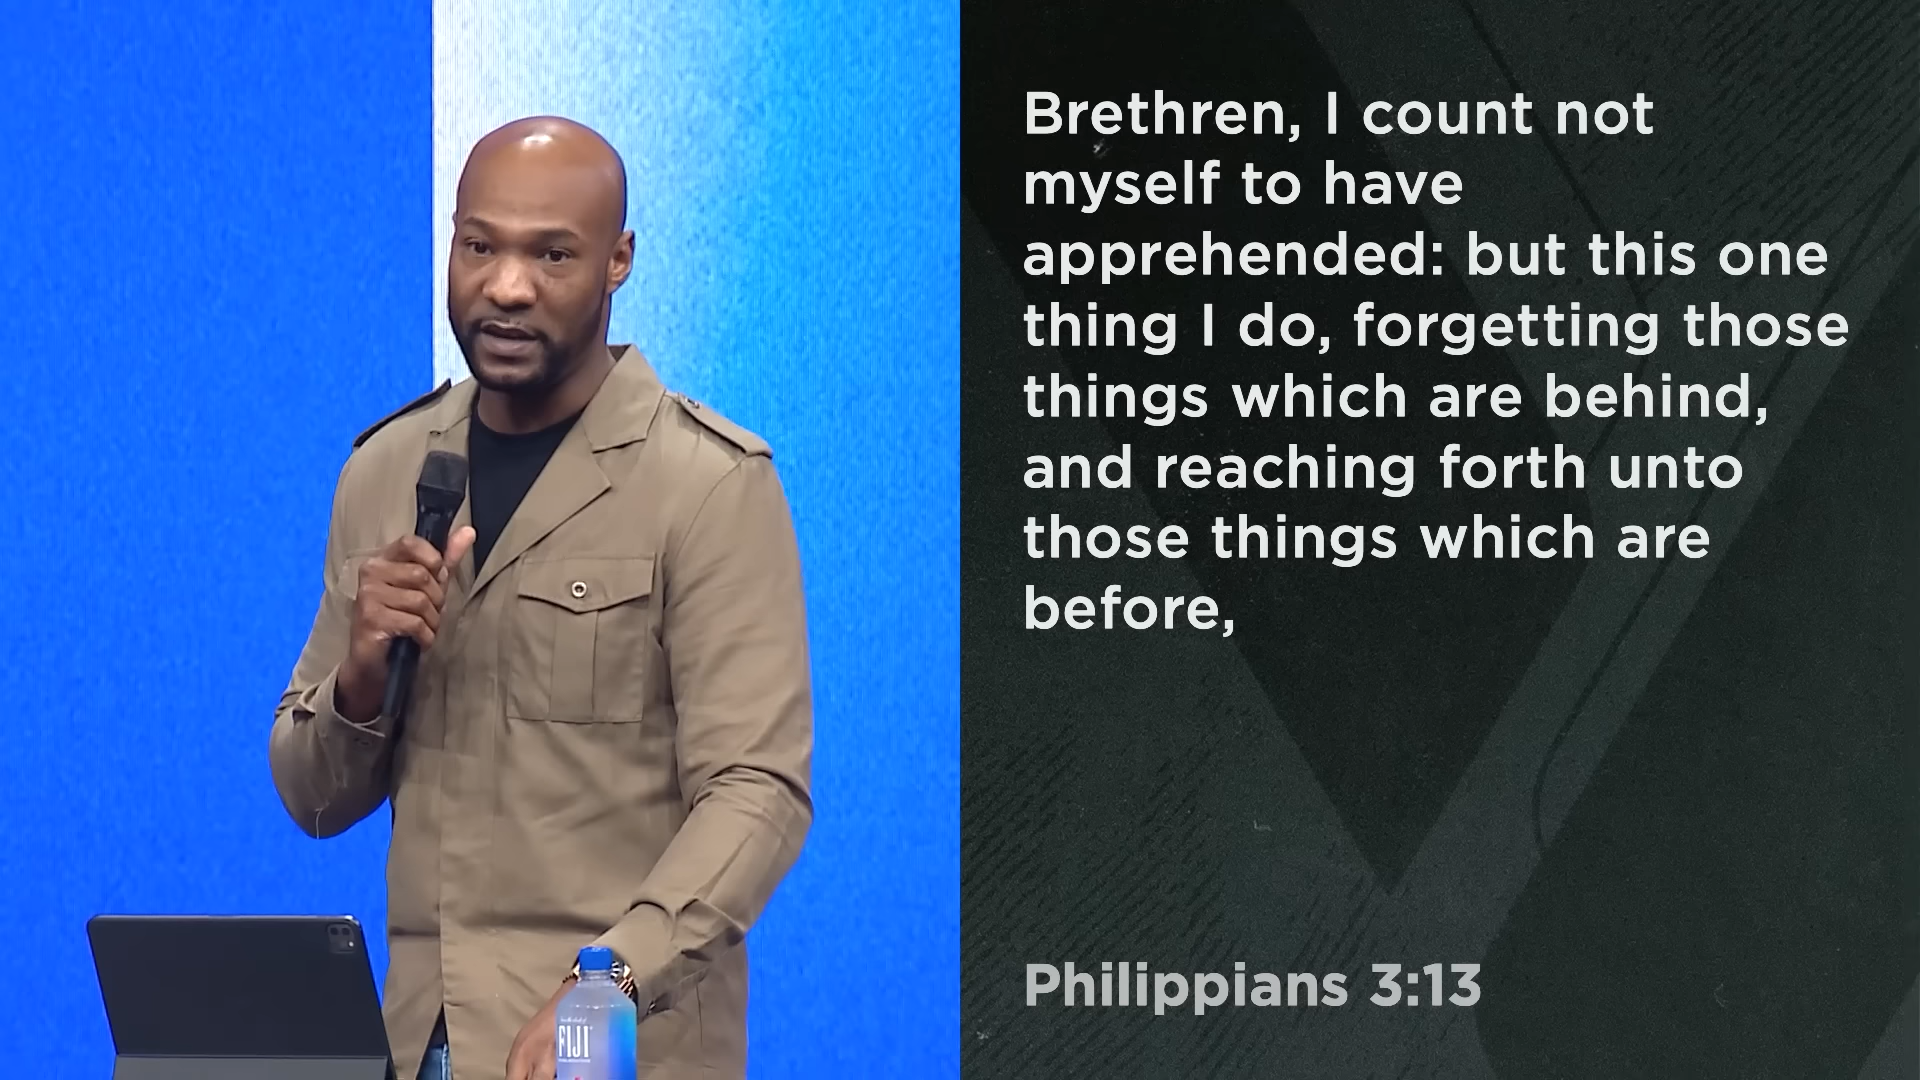 Brethren, I count not
myself to have
apprehended: but this one
thing I do, forgetting those
things which are behind,
and reaching forth unto
those things which are
before,
Philippians 3:13
FIJI